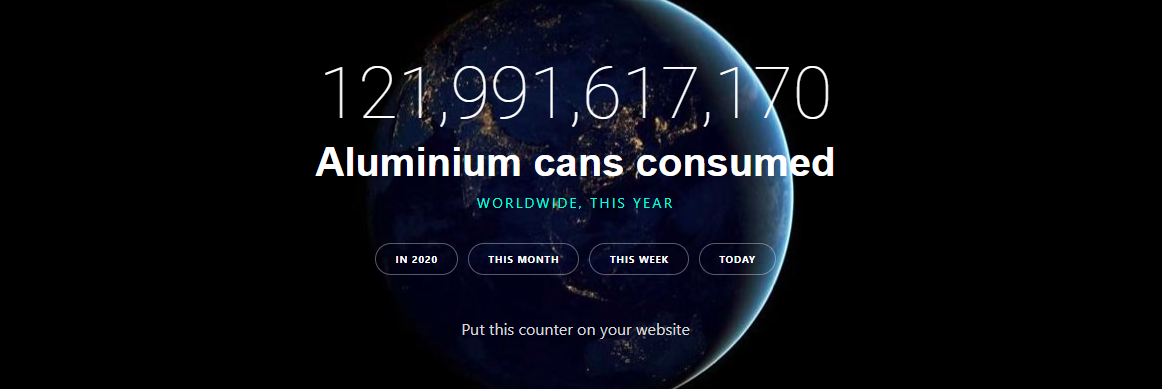 121,991,617,170
Aluminium cans consumed
WORLDWIDE, THIS YEAR
IN 2020 THIS MONTH THIS WEEK TODAY
Put this counter on your website